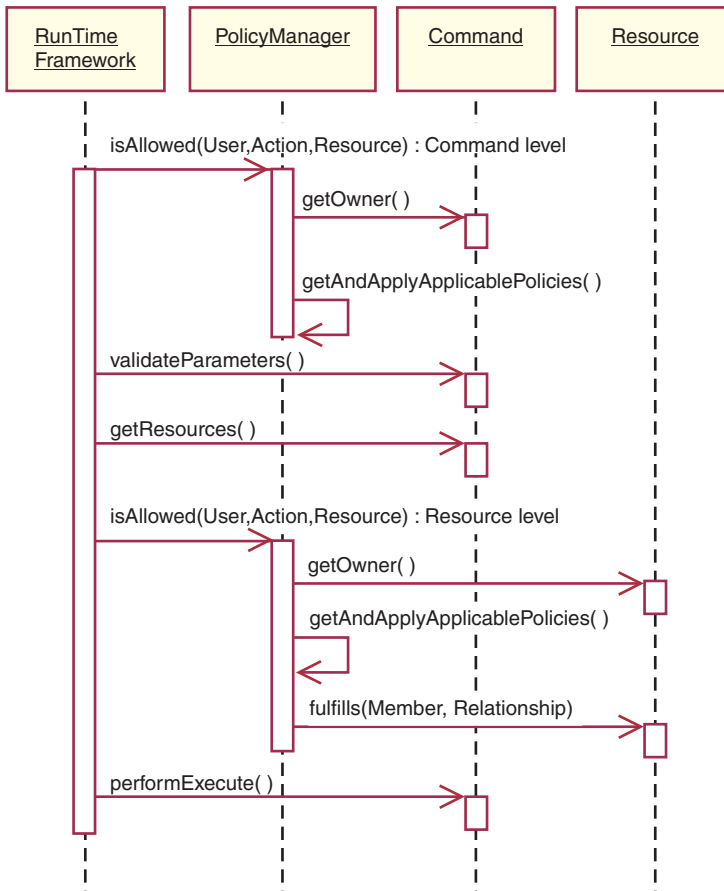 RunTime
Framework
PolicyManager
Command
Resource
isAllowed(User,Action,Resource) : Command level
getOwner( )
getAndApplyApplicablePolicies( )
validateParameters( )
getResources( )
isAllowed(User,Action,Resource) : Resource level
getOwner( )
getAndApplyApplicablePolicies( )
fulfills(Member, Relationship)
performExecute( )